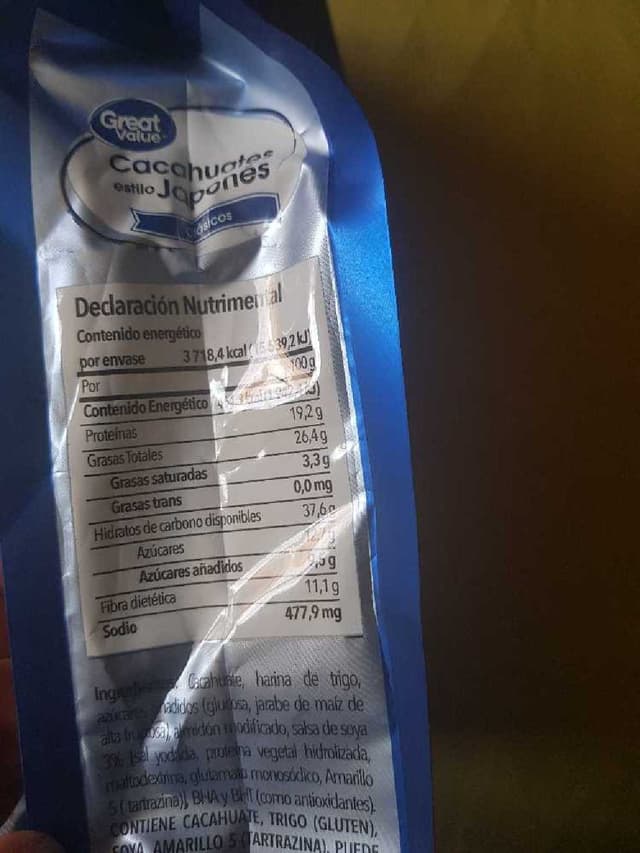 Great
Value
Cacahuates
estilo Japonés
Clásicos
Declaración Nutrimental
Contenido energético
por envase 3 718,4 kcal 39,2 kJ)
Por 100 g
Contenido Energético
Proteínas 19,2 g
Grasas Totales 26,4 g
Grasas saturadas 3,3 g
Grasas trans 0,0 mg
Hidratos de carbono disponibles 37,6 g
Azúcares
Azúcares añadidos
Fibra dietética 11,1 g
Sodio 477,9 mg
Cacahuate, harina de trigo,
azúcares añadidos (glucosa, jarabe de maíz de
alta fructosa), almidón modificado, salsa de soya
3% (sal yodada, proteína vegetal hidrolizada,
maltodextrina, glutamato monosódico, Amarillo
5 ( tartrazina)), BHA y BHT (como antioxidantes).
CONTIENE CACAHUATE, TRIGO (GLUTEN),
SOYA, AMARILLO 5 (TARTRAZINA). PUEDE